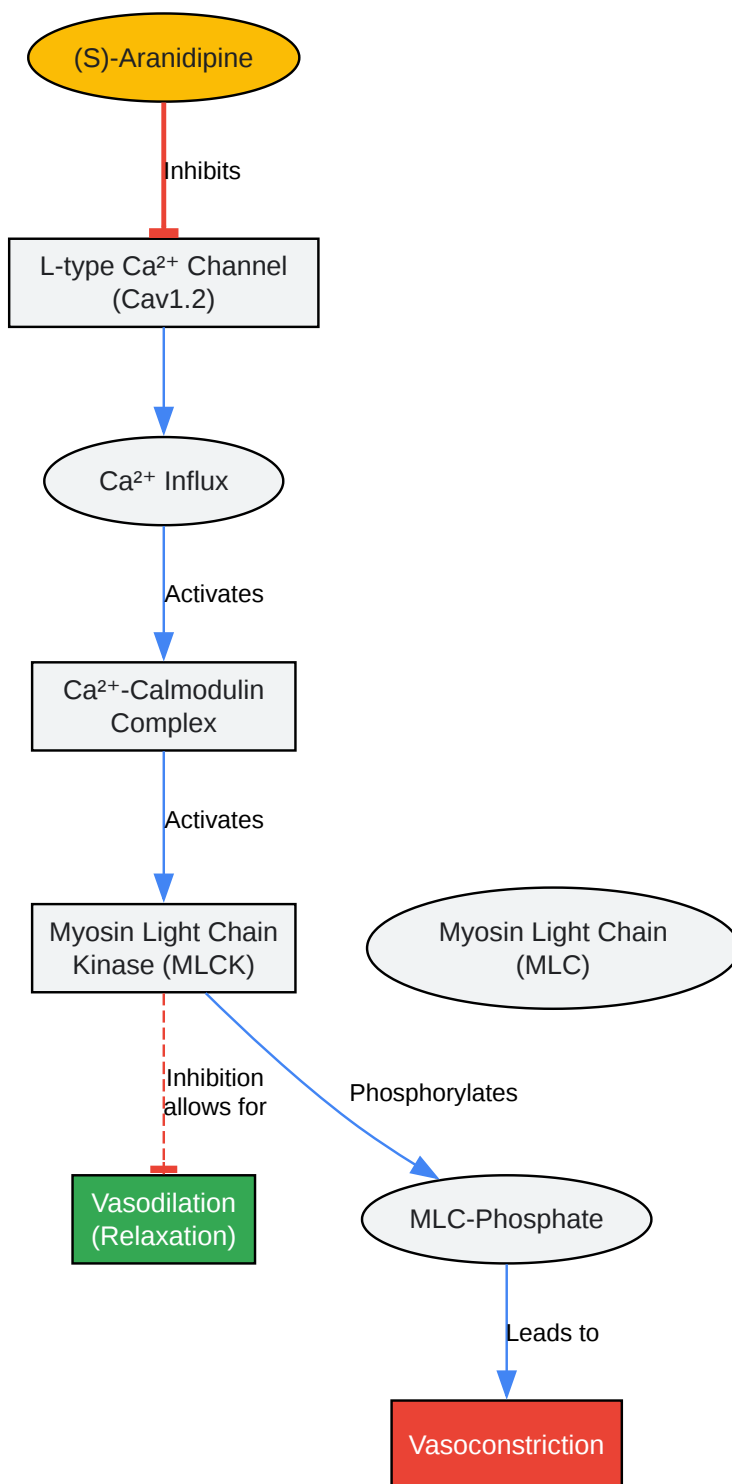 (S)-Aranidipine
Inhibits
L-type Ca²⁺ Channel
(Cav1.2)
Ca²⁺ Influx
Activates
Ca²⁺-Calmodulin
Complex
Activates
Myosin Light Chain
Kinase (MLCK)
Myosin Light Chain
(MLC)
Inhibition
allows for
Phosphorylates
Vasodilation
(Relaxation)
MLC-Phosphate
Leads to
Vasoconstriction